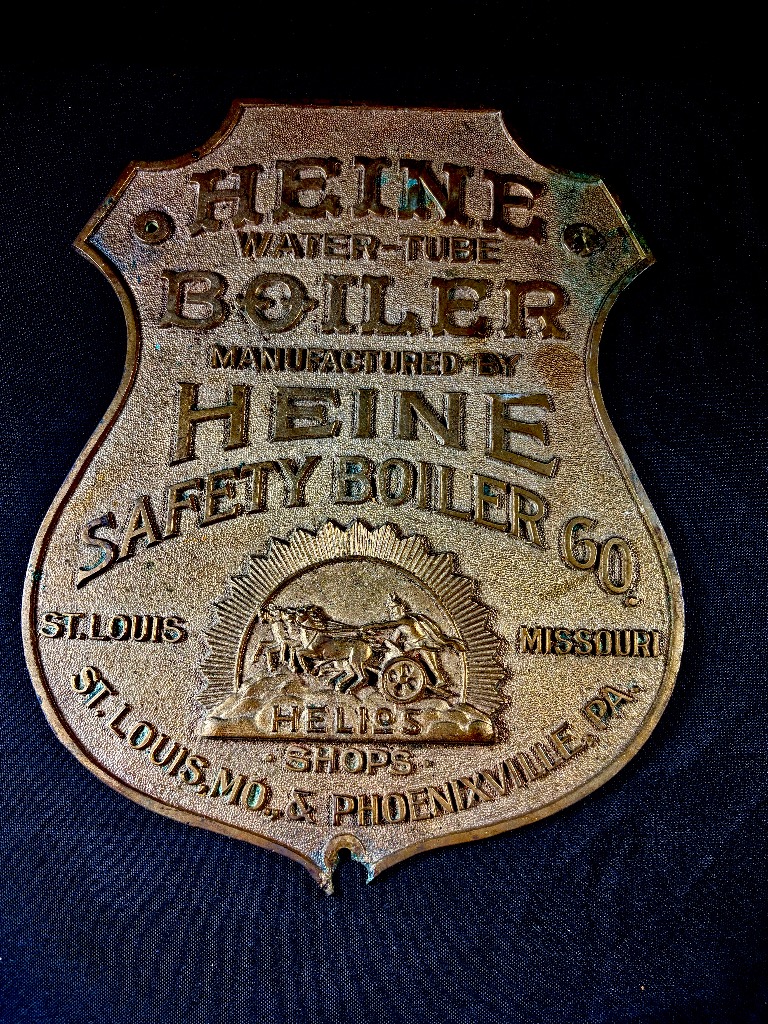 HEINE
WATER-TUBE
BOILER
MANUFACTURED BY
HEINE
SAFETY BOILER CO.
ST. LOUIS MISSOURI
HELIOS
SHOPS
ST. LOUIS, MO., & PHOENIXVILLE, PA.